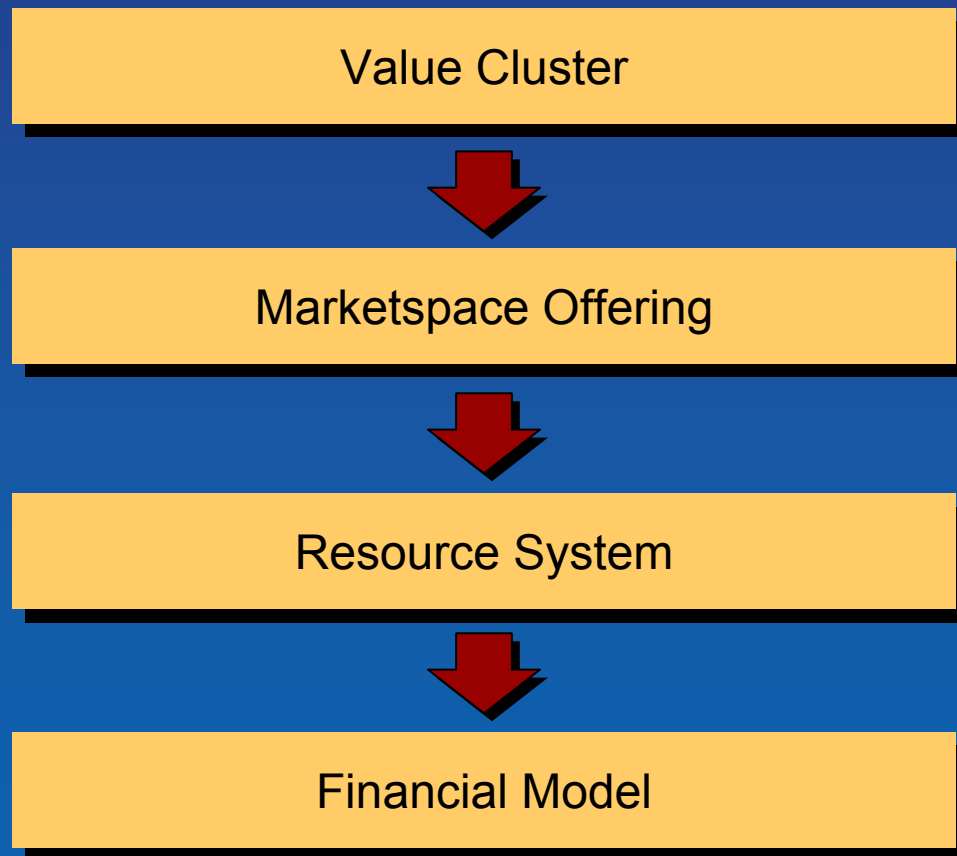 Value Cluster
Marketspace Offering
Resource System
Financial Model